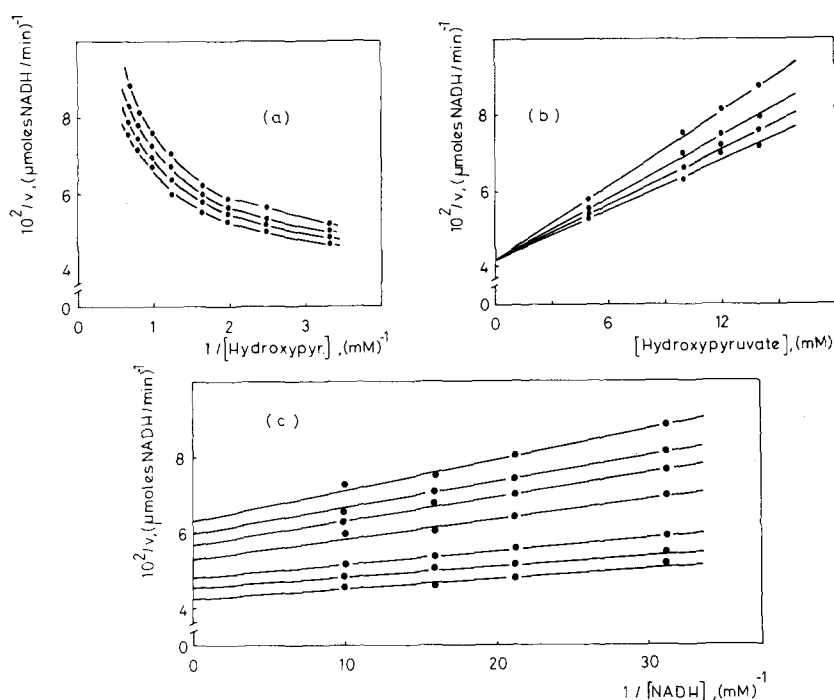 (a)
10²/v, (μmoles NADH/min)⁻¹
8
6
4
0
0 1 2 3
1/[Hydroxypyr.], (mM)⁻¹
(b)
10²/v, (μmoles NADH/min)⁻¹
8
6
4
0
0 6 12
[Hydroxypyruvate], (mM)
(c)
10²/v, (μmoles NADH/min)⁻¹
8
6
4
0
0 10 20 30
1/[NADH], (mM)⁻¹